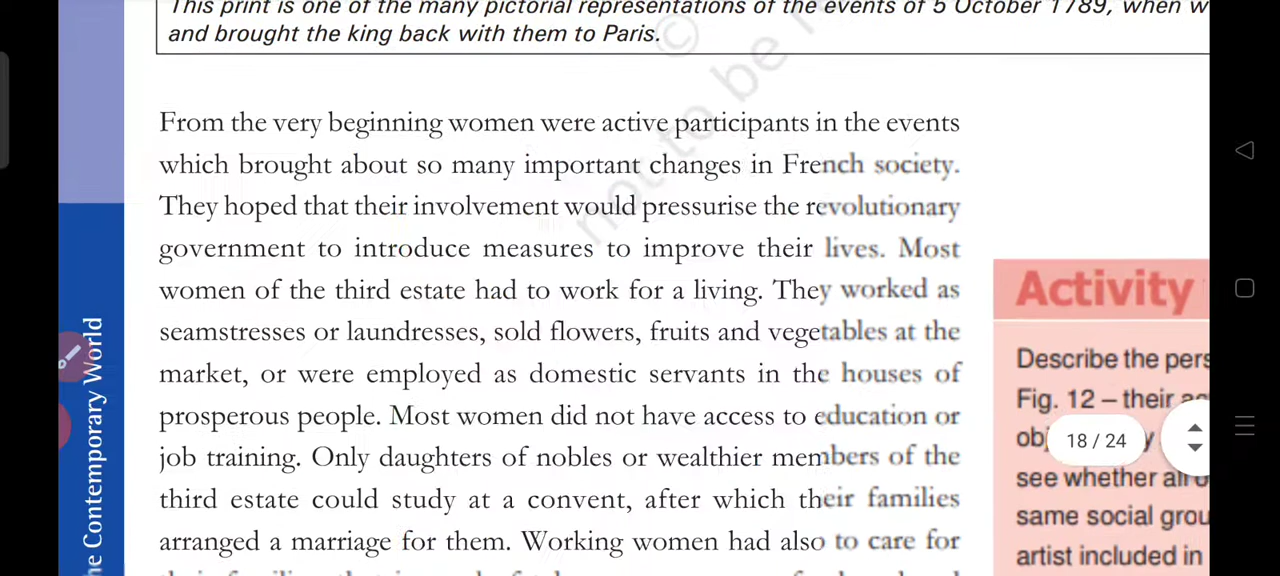 This print is one of the many pictorial representations of the events of 5 October 1789, when w
and brought the king back with them to Paris.
© not to be r
From the very beginning women were active participants in the events
which brought about so many important changes in French society.
They hoped that their involvement would pressurise the revolutionary
government to introduce measures to improve their lives. Most
women of the third estate had to work for a living. They worked as
seamstresses or laundresses, sold flowers, fruits and vegetables at the
market, or were employed as domestic servants in the houses of
prosperous people. Most women did not have access to education or
job training. Only daughters of nobles or wealthier members of the
third estate could study at a convent, after which their families
arranged a marriage for them. Working women had also to care for
he Contemporary World
Activity
Describe the pers
Fig. 12 – their
18 / 24
see whether all
same social grou
artist included in